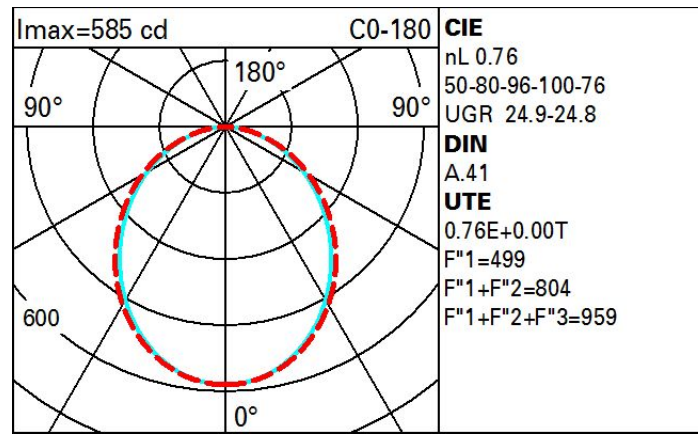 Imax=585 cd C0-180
180°
90° 90°
600
0°
CIE
nL 0.76
50-80-96-100-76
UGR 24.9-24.8
DIN
A.41
UTE
0.76E+0.00T
F"1=499
F"1+F"2=804
F"1+F"2+F"3=959